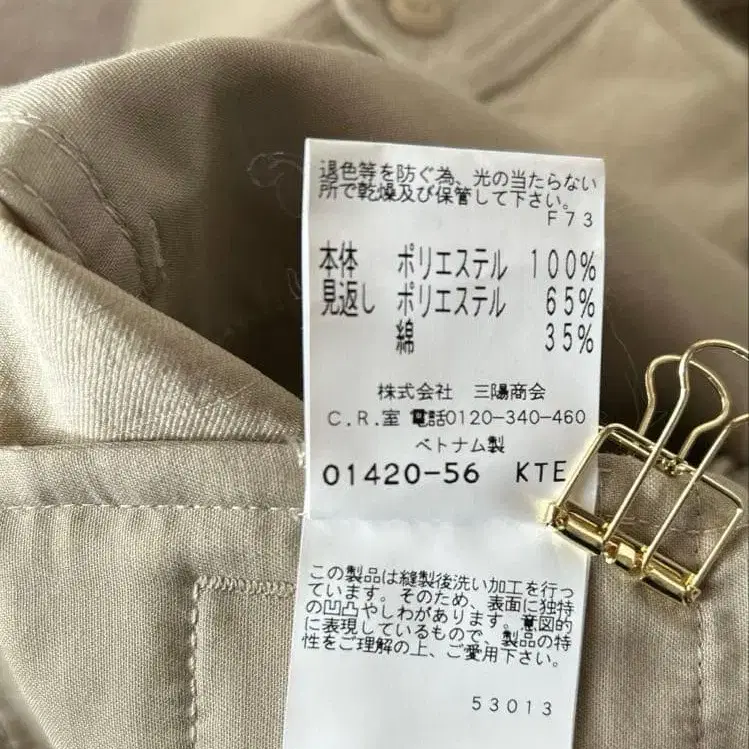 退色等を防ぐ為、光の当たらない
所で乾燥及び保管して下さい。
F73
本体 ポリエステル 100%
見返し ポリエステル 65%
綿 35%
株式会社 三陽商会
C.R.室 電話0120-340-460
ベトナム製
01420-56 KTE
この製品は縫製後洗い加工を行っ
ています。そのため、表面に独特
の凹凸やしわがあります。意図的
に表現しているもので、製品の特
性をご理解の上、ご愛用下さい。
53013